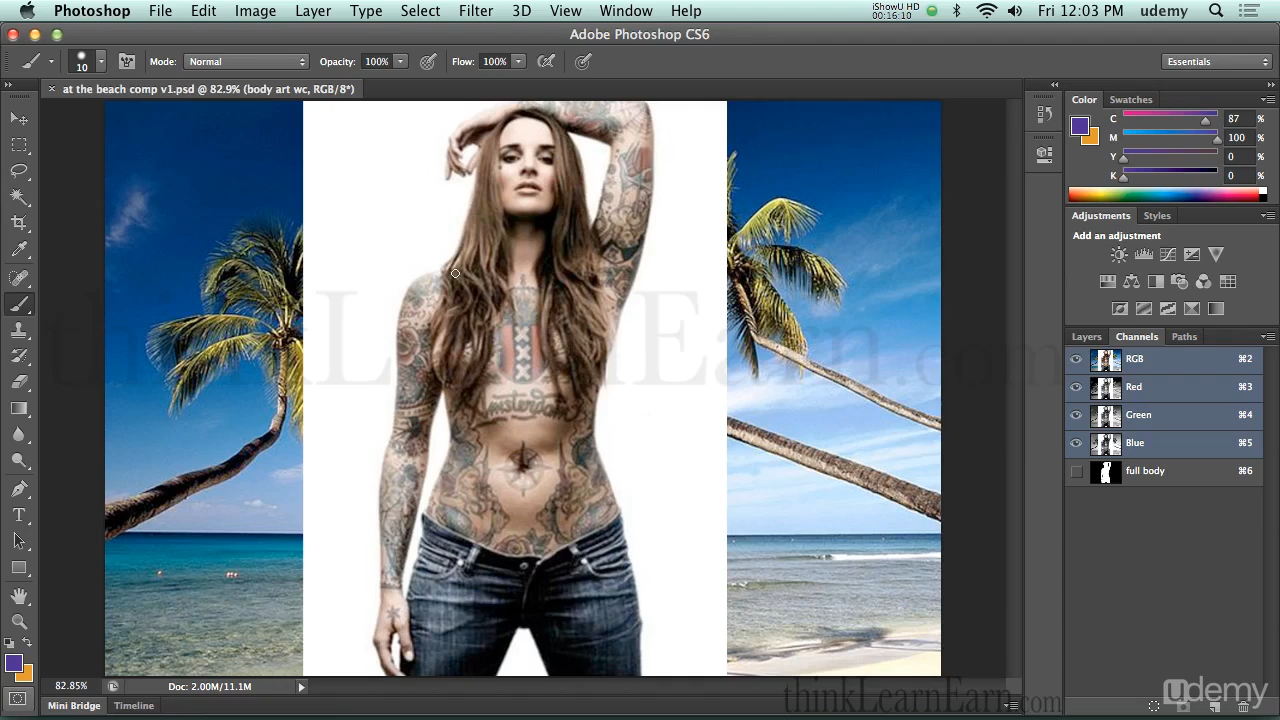 Photoshop File Edit Image Layer Type Select Filter 3D View Window Help iShowU HD 00:16:10 Fri 12:03 PM udemy
Adobe Photoshop CS6
10 Mode: Normal Opacity: 100% Flow: 100% Essentials
× at the beach comp v1.psd @ 82.9% (body art wc, RGB/8*)
Color Swatches
C 87 %
M 100 %
Y 0 %
K 0 %
Adjustments Styles
Add an adjustment
thinkLearnEarn.com
XXX
Amsterdam
Layers Channels Paths
RGB ⌘2
Red ⌘3
Green ⌘4
Blue ⌘5
full body ⌘6
82.85% Doc: 2.00M/11.1M
thinkLearnEarn.com
udemy
Mini Bridge Timeline